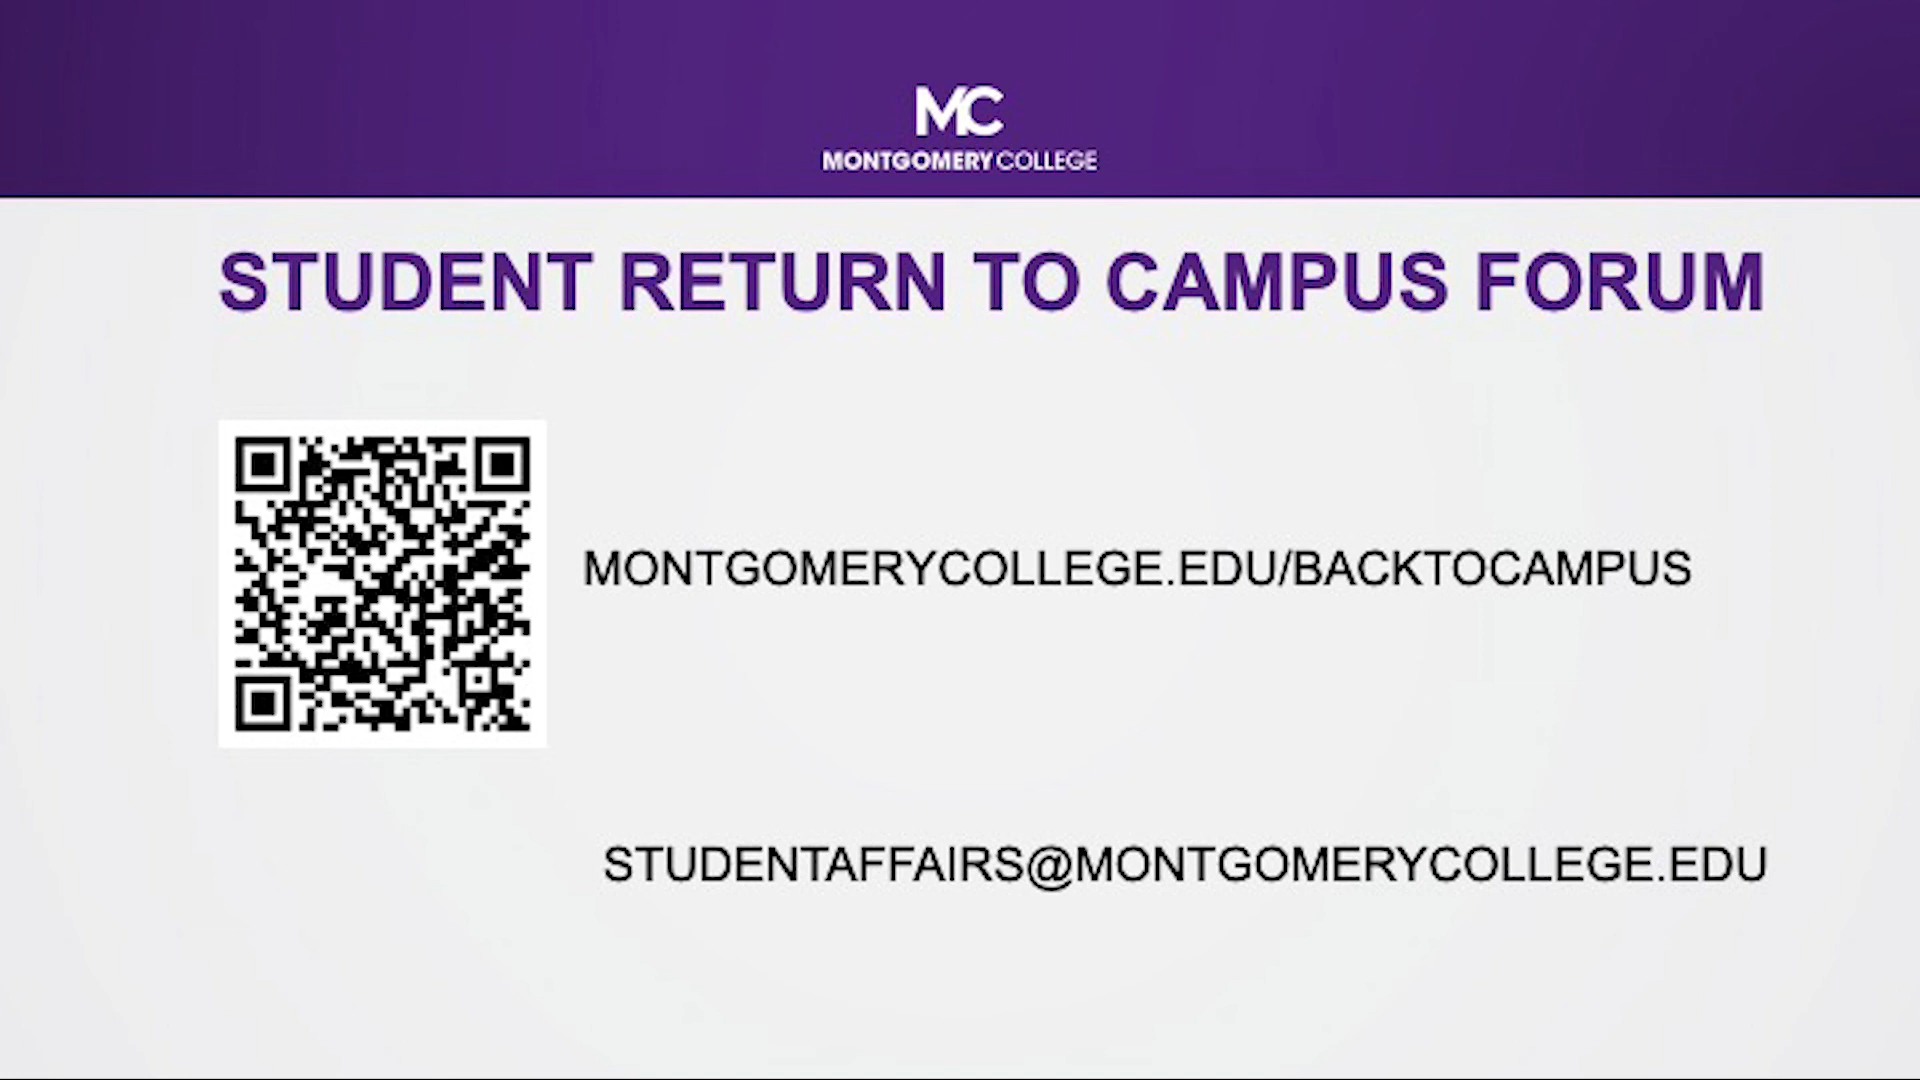 MC
MONTGOMERY COLLEGE
STUDENT RETURN TO CAMPUS FORUM
MONTGOMERYCOLLEGE.EDU/BACKTOCAMPUS
STUDENTAFFAIRS@MONTGOMERYCOLLEGE.EDU